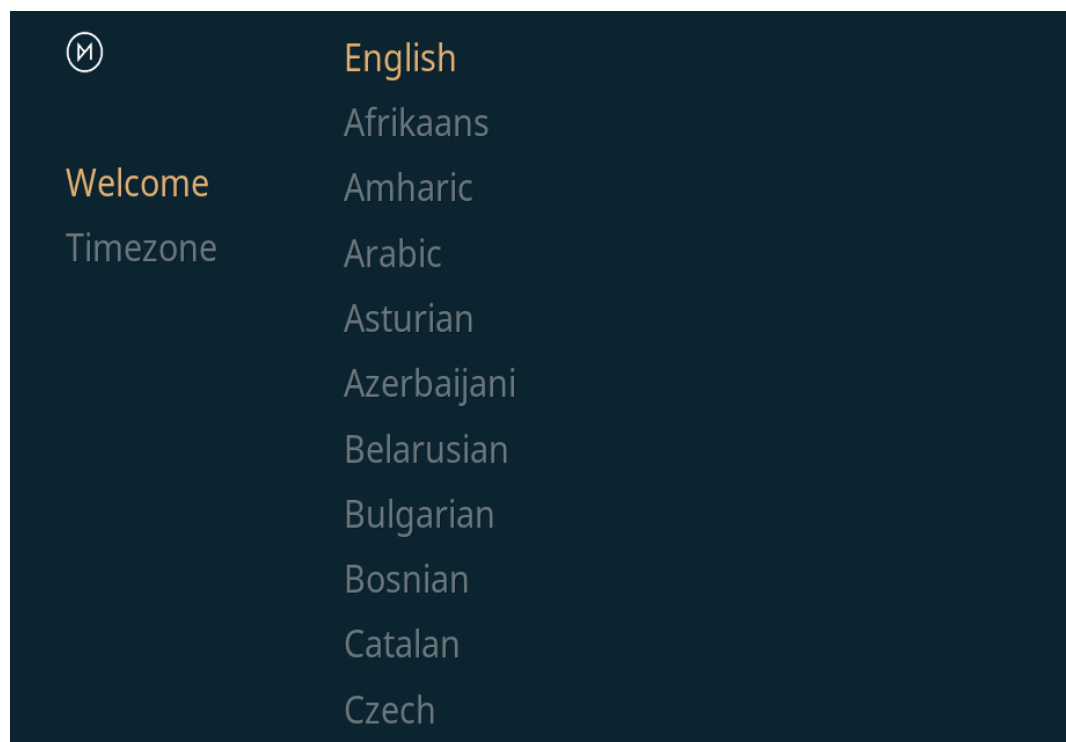 Welcome
Timezone
English
Afrikaans
Amharic
Arabic
Asturian
Azerbaijani
Belarusian
Bulgarian
Bosnian
Catalan
Czech